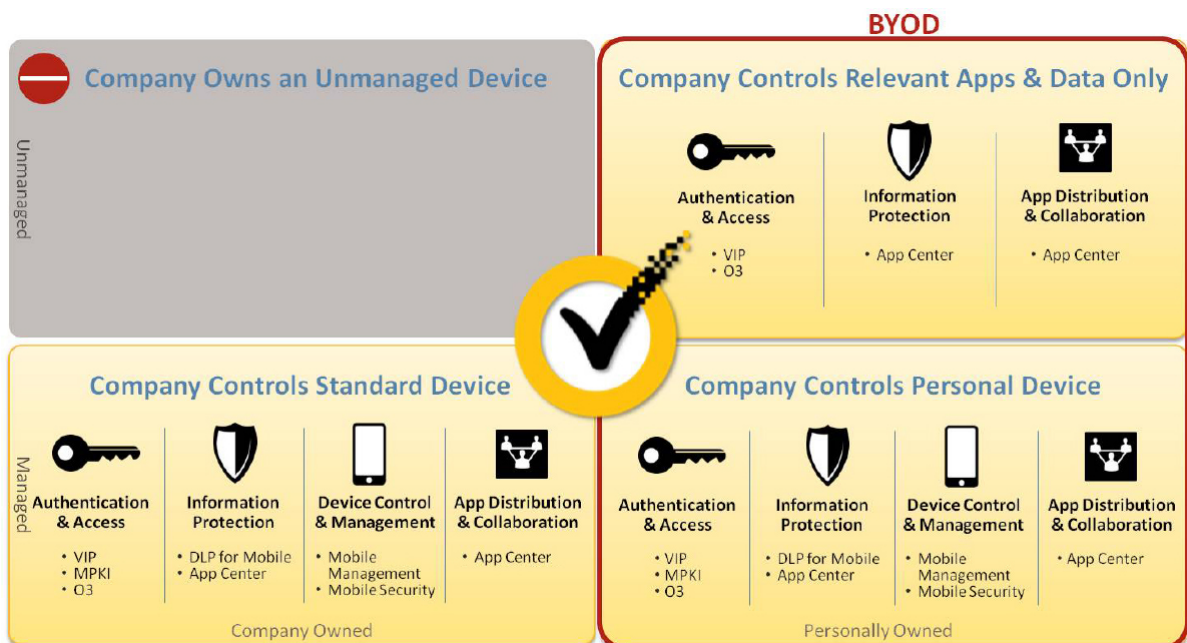 BYOD
Company Owns an Unmanaged Device
Unmanaged
Company Controls Relevant Apps & Data Only
Authentication
& Access
• VIP
• O3
Information
Protection
• App Center
App Distribution
& Collaboration
• App Center
Company Controls Standard Device
Managed
Authentication
& Access
• VIP
• MPKI
• O3
Information
Protection
• DLP for Mobile
• App Center
Device Control
& Management
• Mobile
Management
• Mobile Security
App Distribution
& Collaboration
• App Center
Company Owned
Company Controls Personal Device
Authentication
& Access
• VIP
• MPKI
• O3
Information
Protection
• DLP for Mobile
• App Center
Device Control
& Management
• Mobile
Management
• Mobile Security
App Distribution
& Collaboration
• App Center
Personally Owned